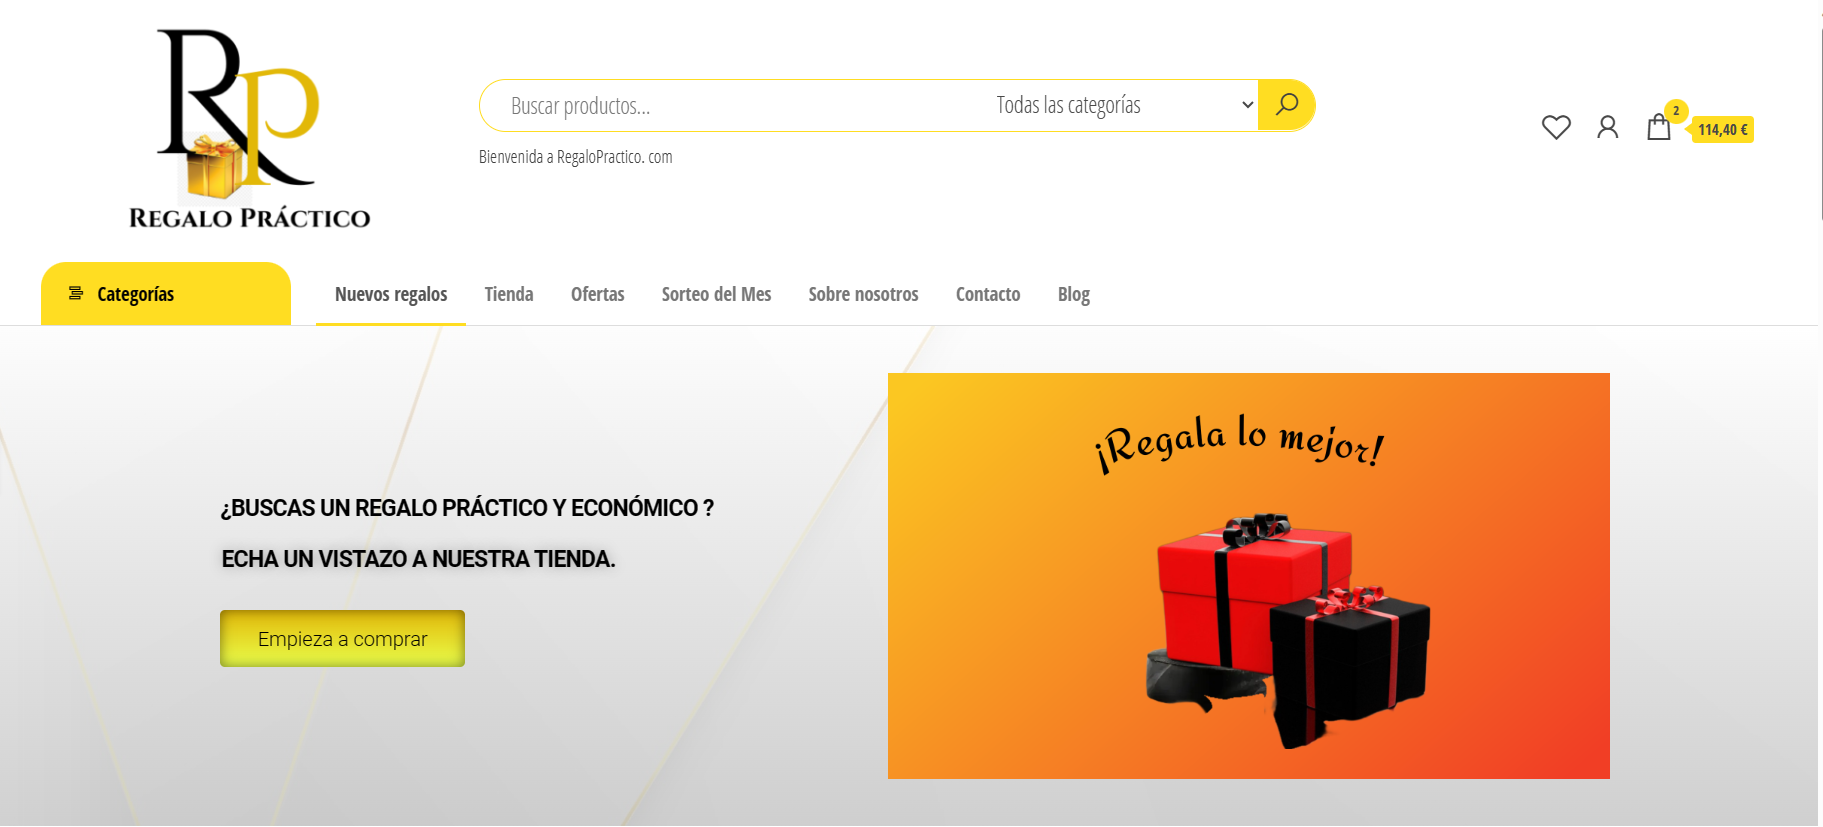 RP
REGALO PRÁCTICO
Buscar productos...
Todas las categorías
Bienvenida a RegaloPractico. com
2
114,40 €
Categorías
Nuevos regalos
Tienda
Ofertas
Sorteo del Mes
Sobre nosotros
Contacto
Blog
¿BUSCAS UN REGALO PRÁCTICO Y ECONÓMICO ?
ECHA UN VISTAZO A NUESTRA TIENDA.
Empieza a comprar
¡Regala lo mejor!